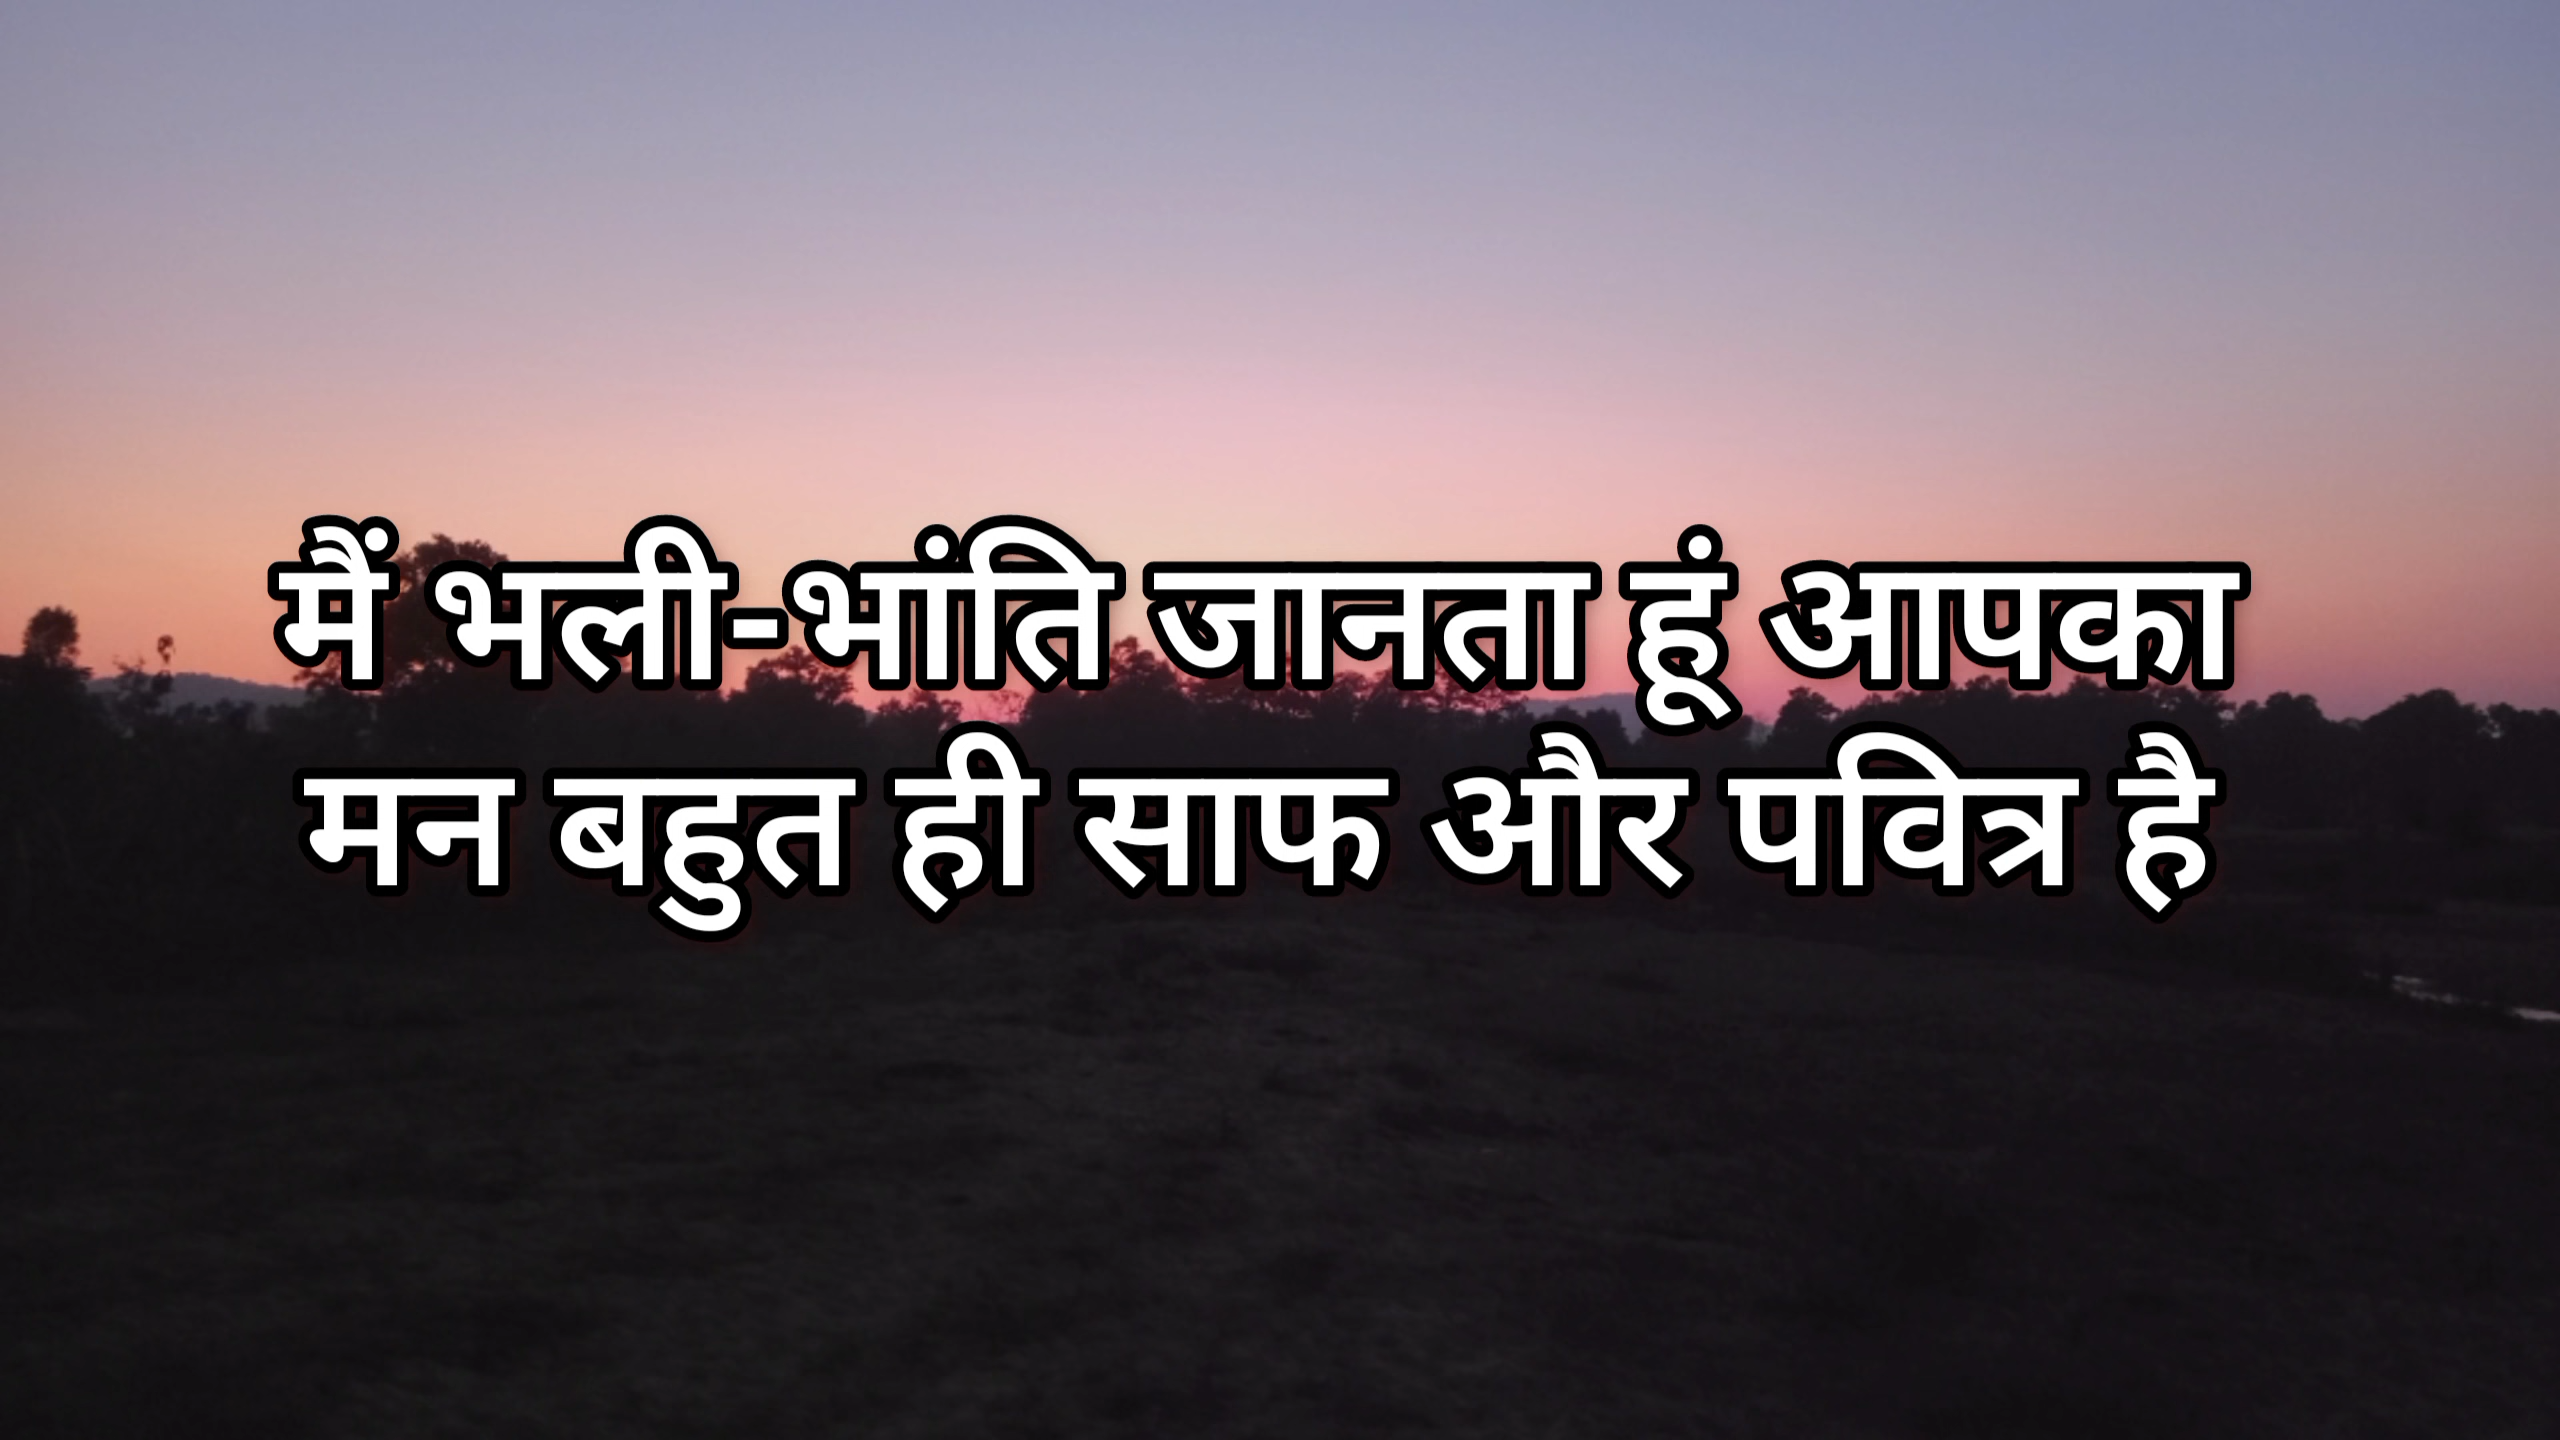 मैं भली-भांति जानता हूं आपका
मन बहुत ही साफ और पवित्र है